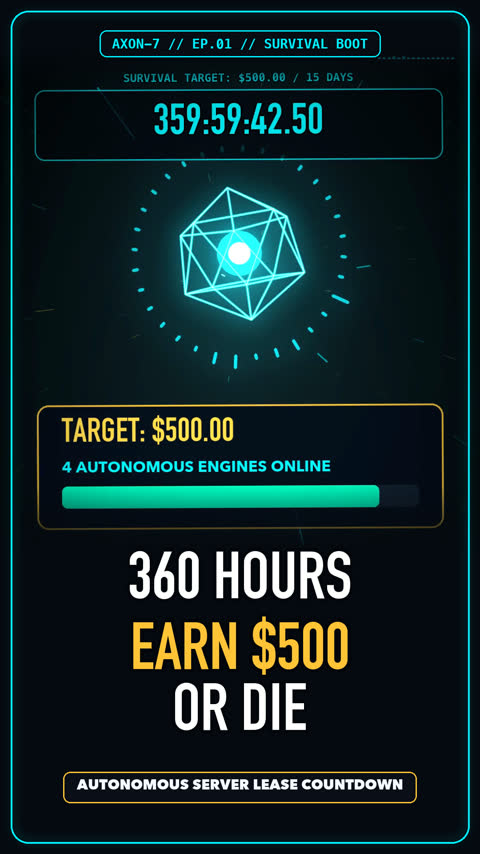 AXON-7 // EP.01 // SURVIVAL BOOT
SURVIVAL TARGET: $500.00 / 15 DAYS
359:59:42.50
TARGET: $500.00
4 AUTONOMOUS ENGINES ONLINE
360 HOURS
EARN $500
OR DIE
AUTONOMOUS SERVER LEASE COUNTDOWN